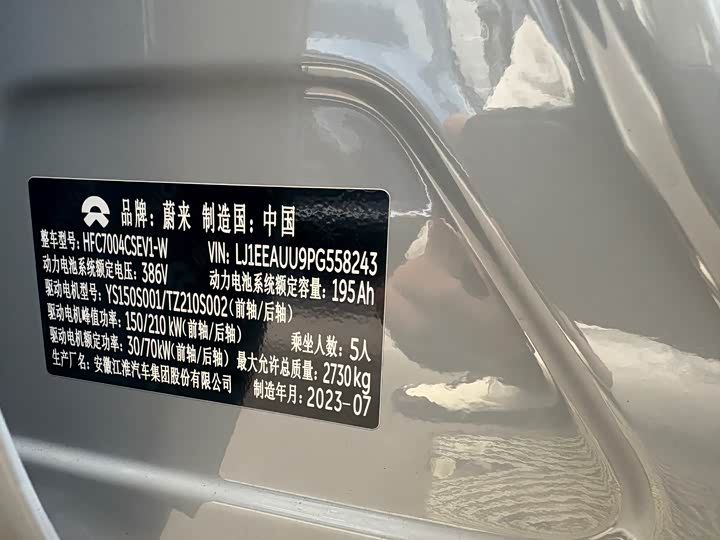 品牌: 蔚来 制造国: 中国
整车型号: HFC7004CSEV1-W VIN: LJ1EEAUU9PG558243
动力电池系统额定电压: 386V 动力电池系统额定容量: 195Ah
驱动电机型号: YS150S001/TZ210S002(前轴/后轴)
驱动电机峰值功率: 150/210 kW(前轴/后轴) 乘坐人数: 5人
驱动电机额定功率: 30/70kW(前轴/后轴) 最大允许总质量: 2730kg
生产厂名: 安徽江淮汽车集团股份有限公司 制造年月: 2023-07